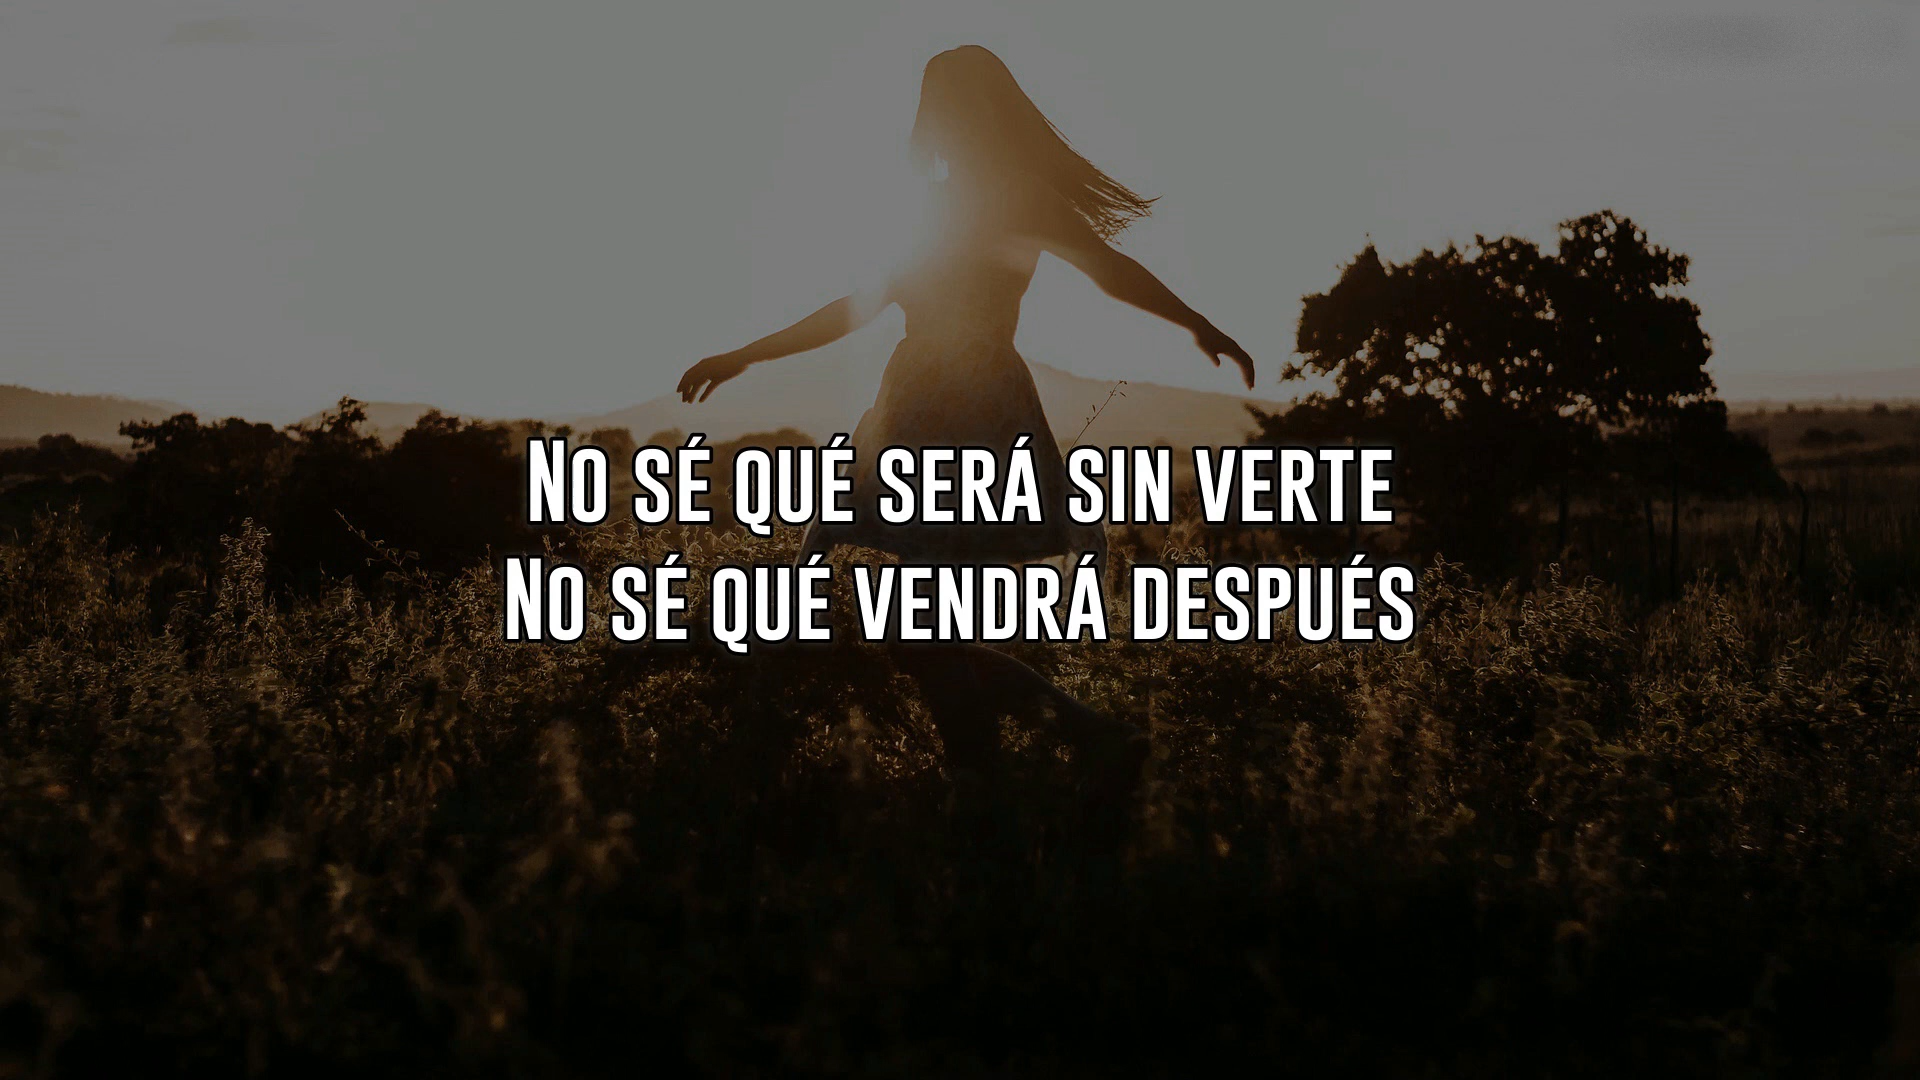 No sé qué será sin verte
No sé qué vendrá después